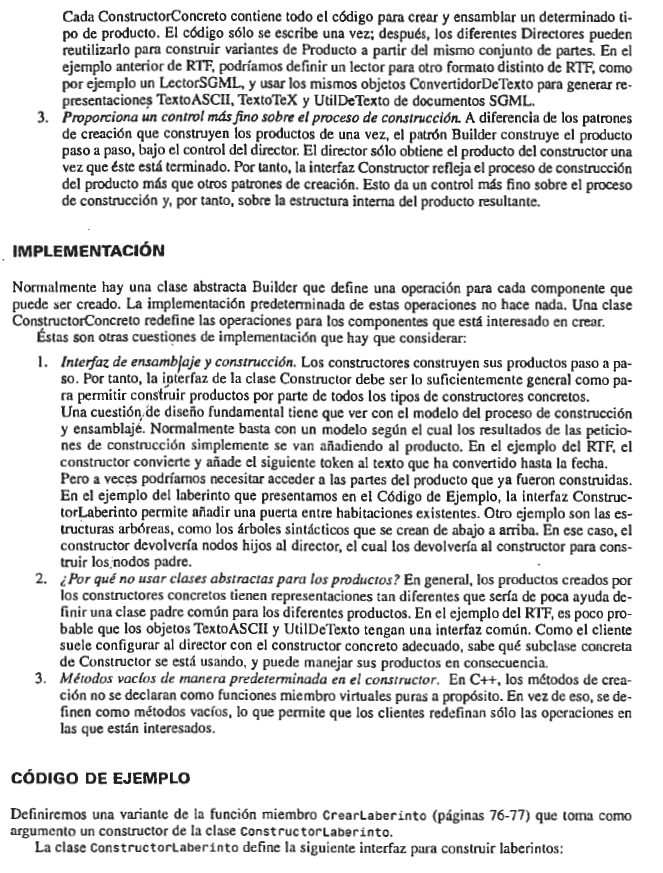 Cada ConstructorConcreto contiene todo el código para crear y ensamblar un determinado ti-
po de producto. El código sólo se escribe una vez; después, los diferentes Directores pueden
reutilizarlo para construir variantes de Producto a partir del mismo conjunto de partes. En el
ejemplo anterior de RTF, podríamos definir un lector para otro formato distinto de RTF, como
por ejemplo un LectorSGML, y usar los mismos objetos ConvertidorDeTexto para generar re-
presentaciones TextoASCII, TextoTeX y UtilDeTexto de documentos SGML.
3. Proporciona un control más fino sobre el proceso de construcción. A diferencia de los patrones
de creación que construyen los productos de una vez, el patrón Builder construye el producto
paso a paso, bajo el control del director. El director sólo obtiene el producto del constructor una
vez que éste está terminado. Por tanto, la interfaz Constructor refleja el proceso de construcción
del producto más que otros patrones de creación. Esto da un control más fino sobre el proceso
de construcción y, por tanto, sobre la estructura interna del producto resultante.
IMPLEMENTACIÓN
Normalmente hay una clase abstracta Builder que define una operación para cada componente que
puede ser creado. La implementación predeterminada de estas operaciones no hace nada. Una clase
ConstructorConcreto redefine las operaciones para los componentes que está interesado en crear.
Éstas son otras cuestiones de implementación que hay que considerar:
1. Interfaz de ensamblaje y construcción. Los constructores construyen sus productos paso a pa-
so. Por tanto, la interfaz de la clase Constructor debe ser lo suficientemente general como pa-
ra permitir construir productos por parte de todos los tipos de constructores concretos.
Una cuestión de diseño fundamental tiene que ver con el modelo del proceso de construcción
y ensamblaje. Normalmente basta con un modelo según el cual los resultados de las peticio-
nes de construcción simplemente se van añadiendo al producto. En el ejemplo del RTF, el
constructor convierte y añade el siguiente token al texto que ha convertido hasta la fecha.
Pero a veces podríamos necesitar acceder a las partes del producto que ya fueron construidas.
En el ejemplo del laberinto que presentamos en el Código de Ejemplo, la interfaz Construc-
torLaberinto permite añadir una puerta entre habitaciones existentes. Otro ejemplo son las es-
tructuras arbóreas, como los árboles sintácticos que se crean de abajo a arriba. En ese caso, el
constructor devolvería nodos hijos al director, el cual los devolvería al constructor para cons-
truir los nodos padre.
2. ¿Por qué no usar clases abstractas para los productos? En general, los productos creados por
los constructores concretos tienen representaciones tan diferentes que sería de poca ayuda de-
finir una clase padre común para los diferentes productos. En el ejemplo del RTF, es poco pro-
bable que los objetos TextoASCII y UtilDeTexto tengan una interfaz común. Como el cliente
suele configurar al director con el constructor concreto adecuado, sabe qué subclase concreta
de Constructor se está usando, y puede manejar sus productos en consecuencia.
3. Métodos vacíos de manera predeterminada en el constructor. En C++, los métodos de crea-
ción no se declaran como funciones miembro virtuales puras a propósito. En vez de eso, se de-
finen como métodos vacíos, lo que permite que los clientes redefinan sólo las operaciones en
las que están interesados.
CÓDIGO DE EJEMPLO
Definiremos una variante de la función miembro CrearLaberinto (páginas 76-77) que toma como
argumento un constructor de la clase ConstructorLaberinto.
La clase ConstructorLaberinto define la siguiente interfaz para construir laberintos: